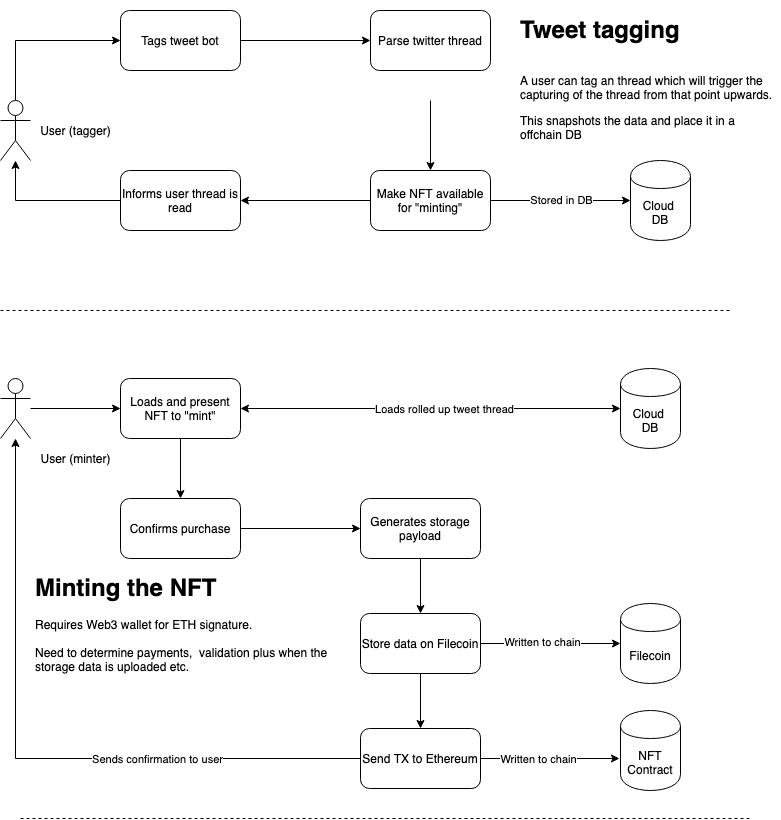 Tweet tagging
Tags tweet bot
Parse twitter thread
A user can tag an thread which will trigger the
capturing of the thread from that point upwards.
This snapshots the data and place it in a
offchain DB
User (tagger)
Informs user thread is
read
Make NFT available
for "minting"
Stored in DB
Cloud
DB
Loads and present
NFT to "mint"
Loads rolled up tweet thread
Cloud
DB
User (minter)
Confirms purchase
Generates storage
payload
Minting the NFT
Requires Web3 wallet for ETH signature.
Need to determine payments,  validation plus when the
storage data is uploaded etc.
Store data on Filecoin
Written to chain
Filecoin
Sends confirmation to user
Send TX to Ethereum
Written to chain
NFT
Contract